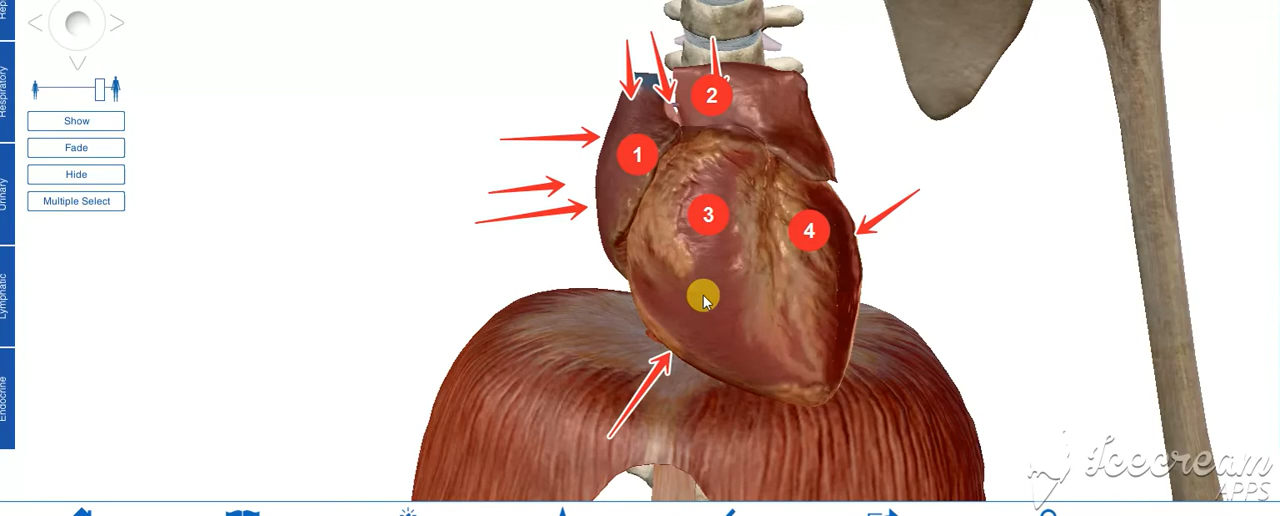 Respiratory
Urinary
Lymphatic
Endocrine
Show
Fade
Hide
Multiple Select
1
2
3
4
Icecream
APPS